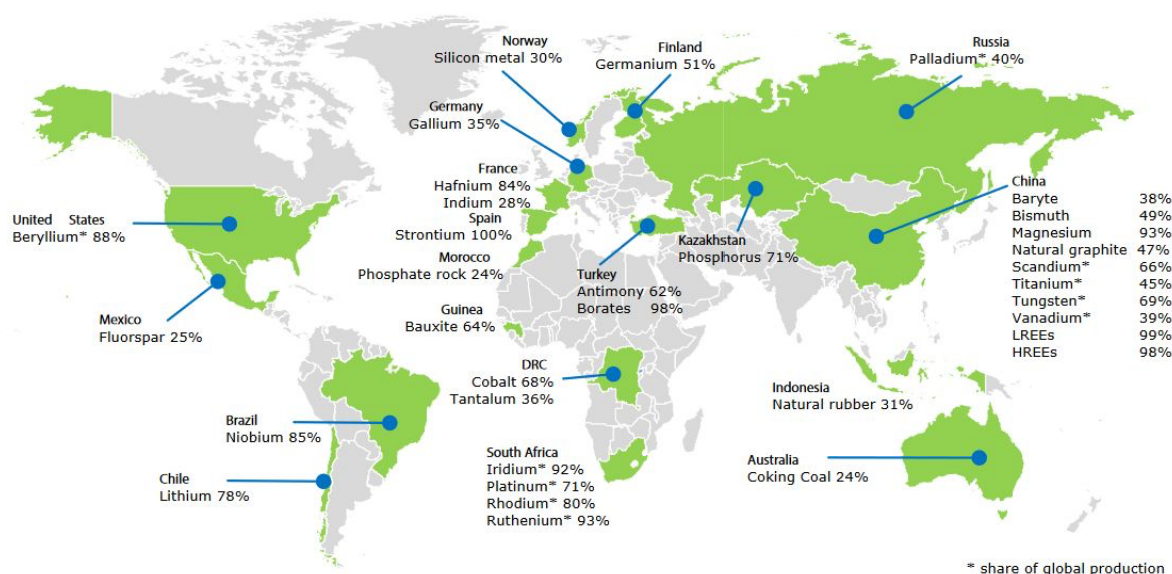 Norway
Silicon metal 30%
Finland
Germanium 51%
Russia
Palladium* 40%
Germany
Gallium 35%
France
Hafnium 84%
Indium 28%
Spain
Strontium 100%
Morocco
Phosphate rock 24%
United States
Beryllium* 88%
Mexico
Fluorspar 25%
Guinea
Bauxite 64%
Turkey
Antimony 62%
Borates 98%
Kazakhstan
Phosphorus 71%
China
Baryte 38%
Bismuth 49%
Magnesium 93%
Natural graphite 47%
Scandium* 66%
Titanium* 45%
Tungsten* 69%
Vanadium* 39%
LREEs 99%
HREEs 98%
DRC
Cobalt 68%
Tantalum 36%
Indonesia
Natural rubber 31%
Brazil
Niobium 85%
Chile
Lithium 78%
South Africa
Iridium* 92%
Platinum* 71%
Rhodium* 80%
Ruthenium* 93%
Australia
Coking Coal 24%
* share of global production